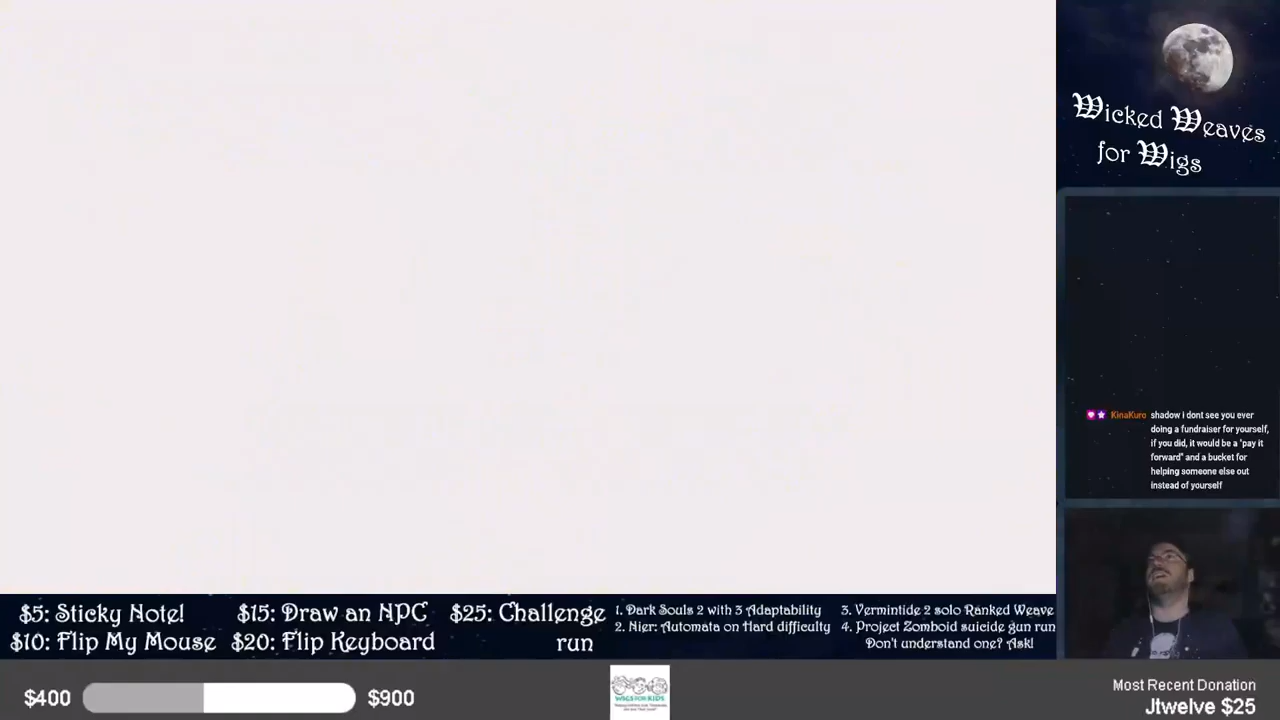 Wicked Weaves
for Wigs
KinaKuro shadow i dont see you ever
doing a fundraiser for yourself,
if you did, it would be a "pay it
forward" and a bucket for
helping someone else out
instead of yourself
$5: Sticky Note!
$10: Flip My Mouse
$15: Draw an NPC
$20: Flip Keyboard
$25: Challenge
run
1. Dark Souls 2 with 3 Adaptability
2. Nier: Automata on Hard difficulty
3. Vermintide 2 solo Ranked Weave
4. Project Zomboid suicide gun run
Don't understand one? Ask!
$400
$900
WIGS FOR KIDS
Most Recent Donation
Jtwelve $25